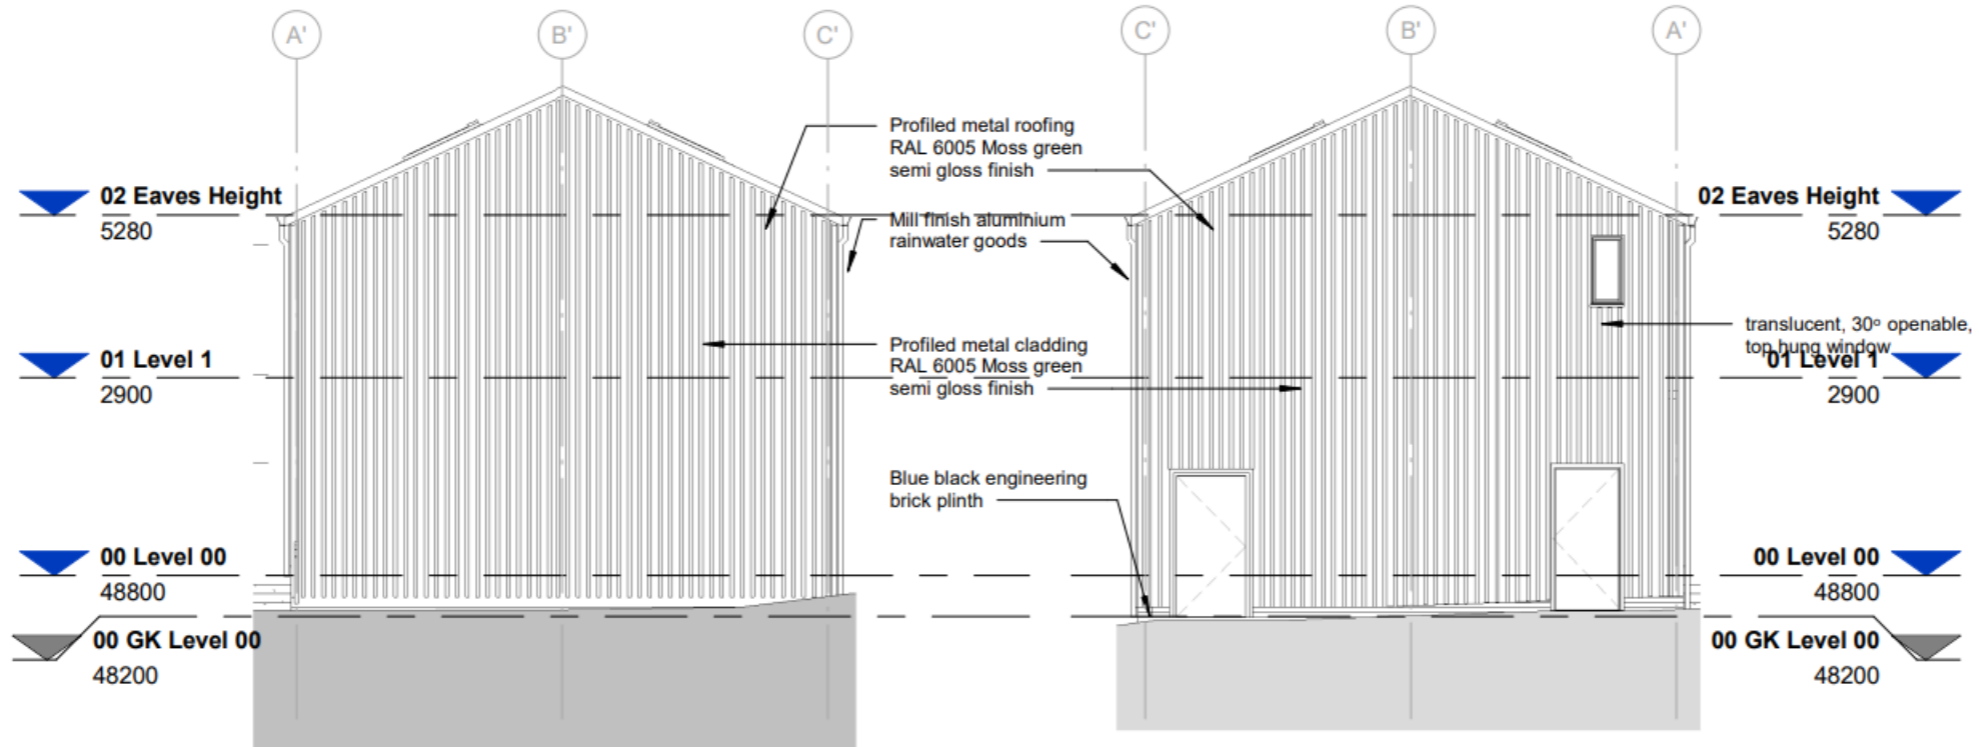 A'
B'
C'
C'
B'
A'
02 Eaves Height
5280
01 Level 1
2900
00 Level 00
48800
00 GK Level 00
48200
Profiled metal roofing
RAL 6005 Moss green
semi gloss finish
Mill finish aluminium
rainwater goods
Profiled metal cladding
RAL 6005 Moss green
semi gloss finish
Blue black engineering
brick plinth
02 Eaves Height
5280
translucent, 30º openable,
top hung window
01 Level 1
2900
00 Level 00
48800
00 GK Level 00
48200